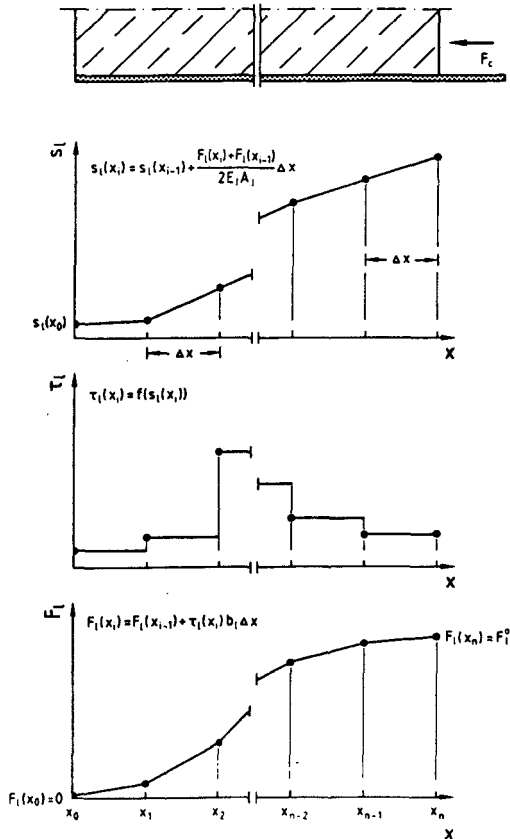 F_c
s_l
s_l(x_i) = s_l(x_{i-1}) + \frac{F_l(x_i) + F_l(x_{i-1})}{2E_l A_l} Δx
Δx
s_l(x_0)
Δx
x
τ_l
τ_l(x_i) = f(s_l(x_i))
x
F_l
F_l(x_i) = F_l(x_{i-1}) + τ_l(x_i) b_l Δx
F_l(x_n) = F_l^0
F_l(x_0) = 0
x_0 x_1 x_2 x_{n-2} x_{n-1} x_n
x